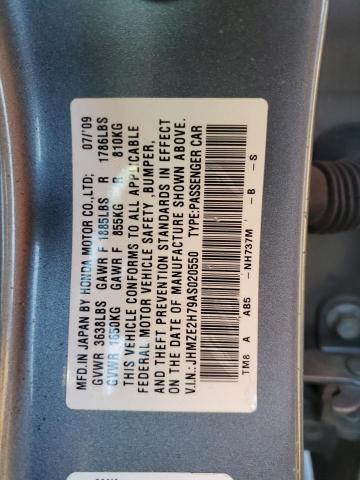 MFD.IN JAPAN BY HONDA MOTOR CO.,LTD; 07/'09
GVWR 3638LBS GAWR F 1885LBS R 1786LBS
GVWR 1650KG GAWR F 855KG R 810KG
THIS VEHICLE CONFORMS TO ALL APPLICABLE
FEDERAL MOTOR VEHICLE SAFETY ,BUMPER,
AND THEFT PREVENTION STANDARDS IN EFFECT
ON THE DATE OF MANUFACTURE SHOWN ABOVE.
V.I.N.: JHMZE2H79AS020550 TYPE:PASSENGER CAR
TM8 A AB5 -NH737M -B -S